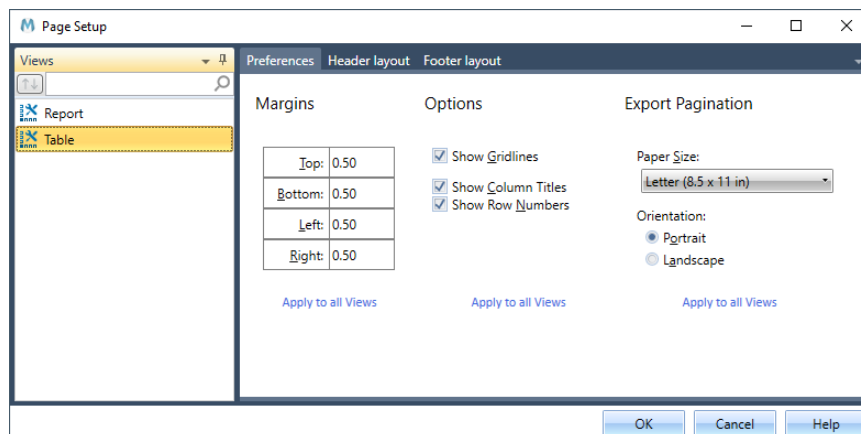 Page Setup
Views
Preferences Header layout Footer layout
Report
Table
Margins
Top: 0.50
Bottom: 0.50
Left: 0.50
Right: 0.50
Apply to all Views
Options
Show Gridlines
Show Column Titles
Show Row Numbers
Apply to all Views
Export Pagination
Paper Size:
Letter (8.5 x 11 in)
Orientation:
Portrait
Landscape
Apply to all Views
OK Cancel Help